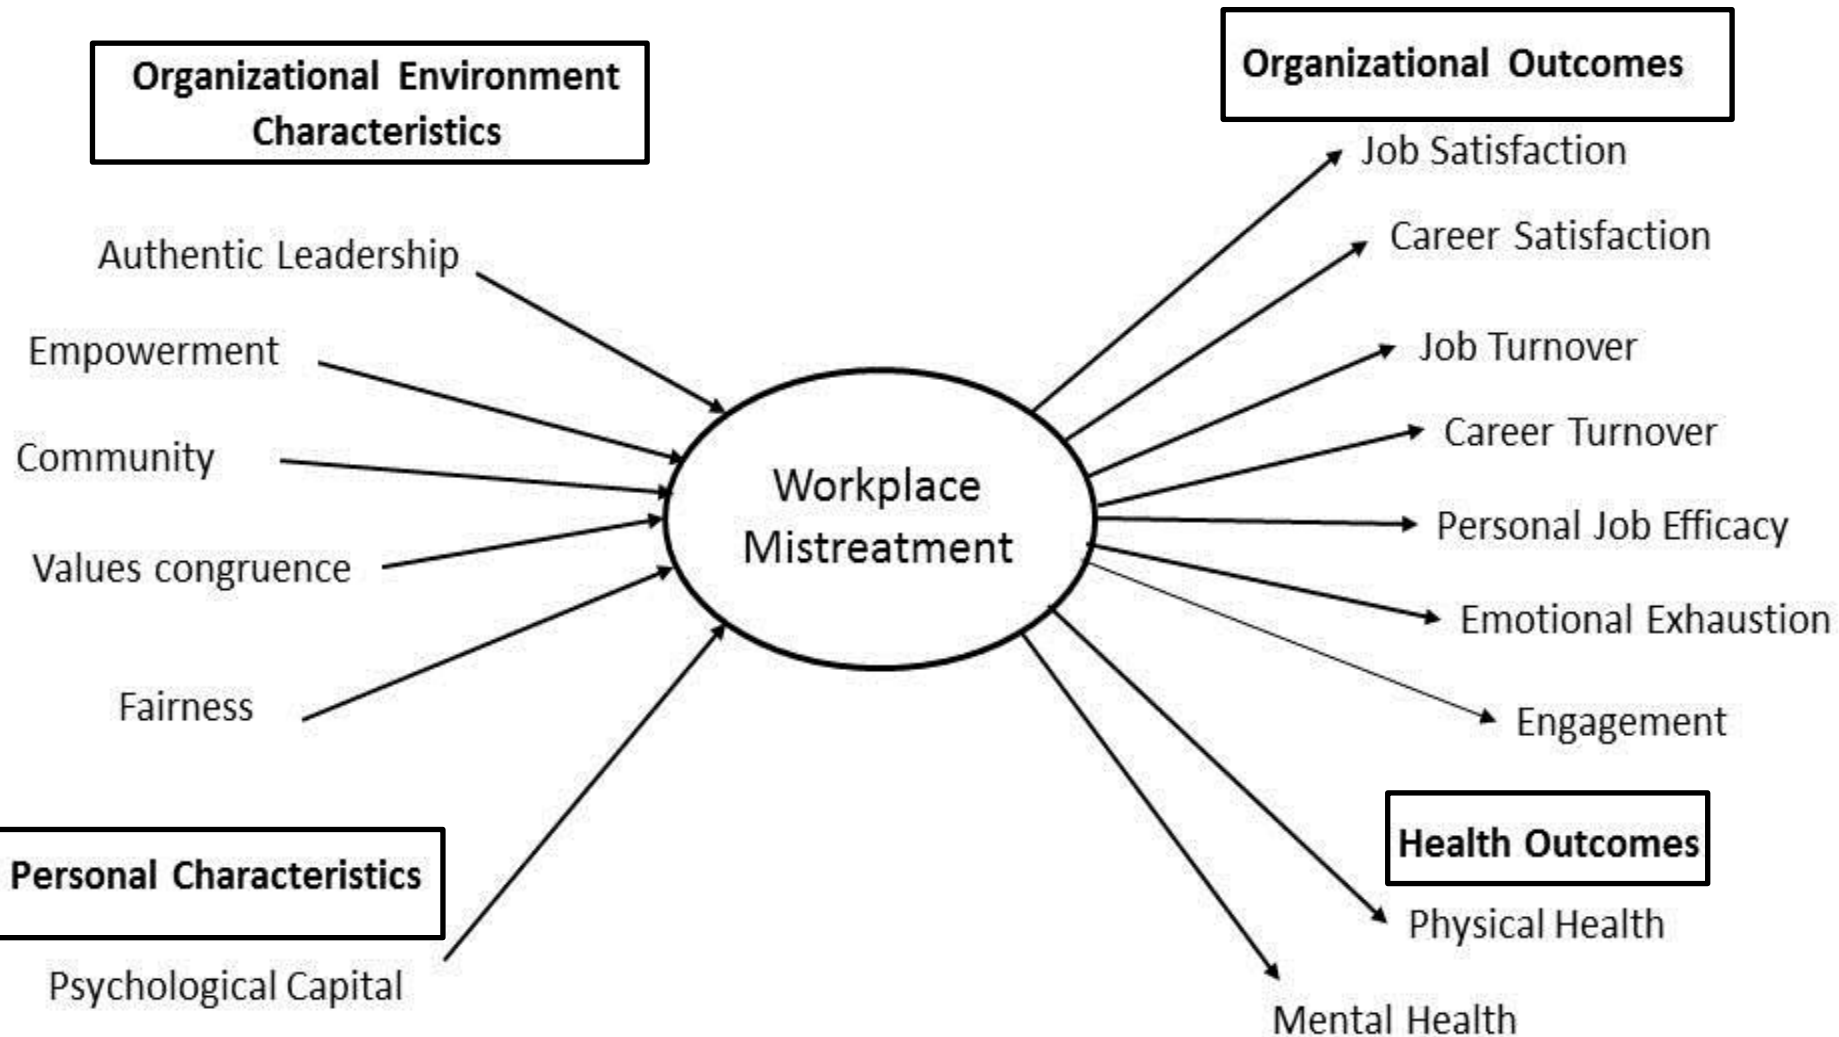 Organizational Environment
Characteristics
Authentic Leadership
Empowerment
Community
Values congruence
Fairness
Personal Characteristics
Psychological Capital
Workplace
Mistreatment
Organizational Outcomes
Job Satisfaction
Career Satisfaction
Job Turnover
Career Turnover
Personal Job Efficacy
Emotional Exhaustion
Engagement
Health Outcomes
Physical Health
Mental Health